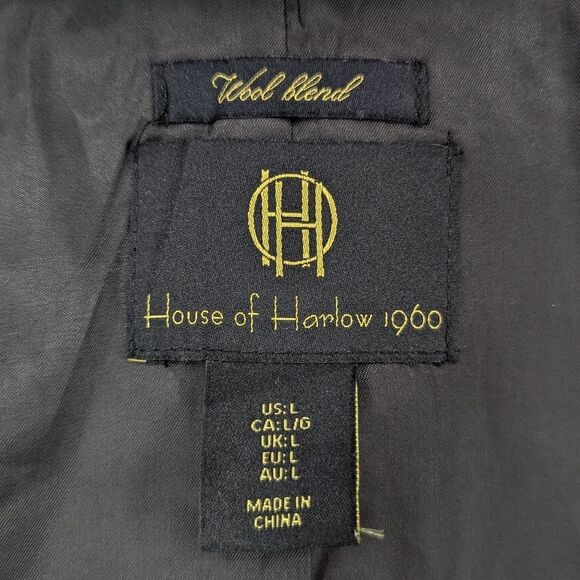 Wool blend
H
House of Harlow 1960
US: L
CA: L/G
UK: L
EU: L
AU: L
MADE IN
CHINA